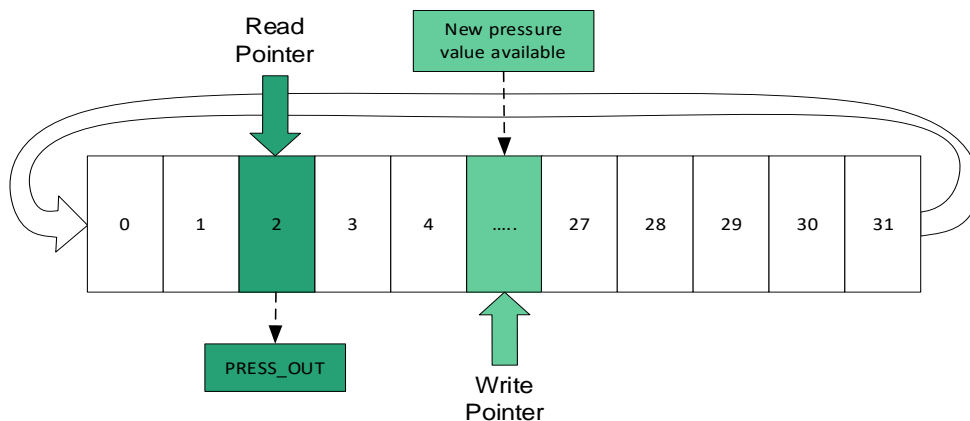 Read
Pointer
New pressure
value available
0 1 2 3 4 ..... 27 28 29 30 31
PRESS_OUT
Write
Pointer